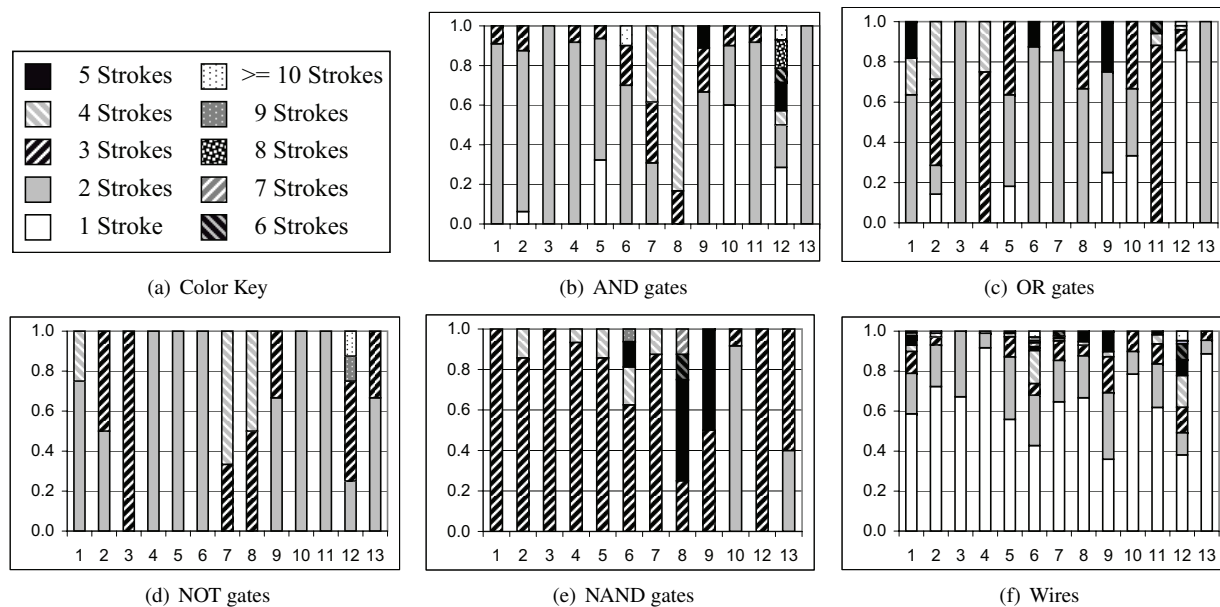 5 Strokes >= 10 Strokes
4 Strokes 9 Strokes
3 Strokes 8 Strokes
2 Strokes 7 Strokes
1 Stroke 6 Strokes
(a) Color Key
1.0
0.8
0.6
0.4
0.2
0.0
1 2 3 4 5 6 7 8 9 10 11 12 13
(b) AND gates
1.0
0.8
0.6
0.4
0.2
0.0
1 2 3 4 5 6 7 8 9 10 11 12 13
(c) OR gates
1.0
0.8
0.6
0.4
0.2
0.0
1 2 3 4 5 6 7 8 9 10 11 12 13
(d) NOT gates
1.0
0.8
0.6
0.4
0.2
0.0
1 2 3 4 5 6 7 8 9 10 11 12 13
(e) NAND gates
1.0
0.8
0.6
0.4
0.2
0.0
1 2 3 4 5 6 7 8 9 10 11 12 13
(f) Wires